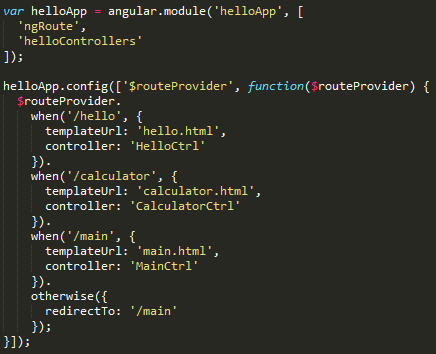 var helloApp = angular.module('helloApp', [
  'ngRoute',
  'helloControllers'
]);

helloApp.config(['$routeProvider', function($routeProvider) {
  $routeProvider.
    when('/hello', {
      templateUrl: 'hello.html',
      controller: 'HelloCtrl'
    }).
    when('/calculator', {
      templateUrl: 'calculator.html',
      controller: 'CalculatorCtrl'
    }).
    when('/main', {
      templateUrl: 'main.html',
      controller: 'MainCtrl'
    }).
    otherwise({
      redirectTo: '/main'
    });
}]);